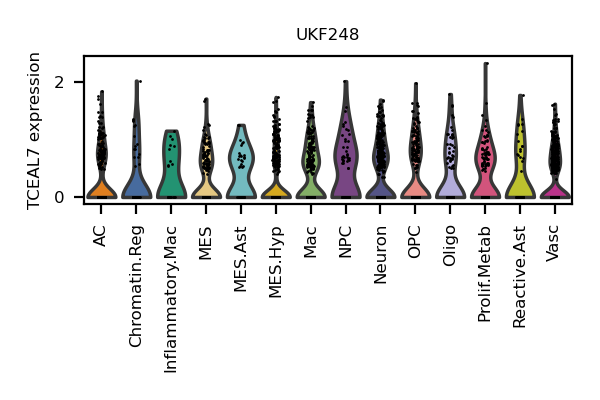 UKF248
TCEAL7 expression
2
0
AC
Chromatin.Reg
Inflammatory.Mac
MES
MES.Ast
MES.Hyp
Mac
NPC
Neuron
OPC
Oligo
Prolif.Metab
Reactive.Ast
Vasc